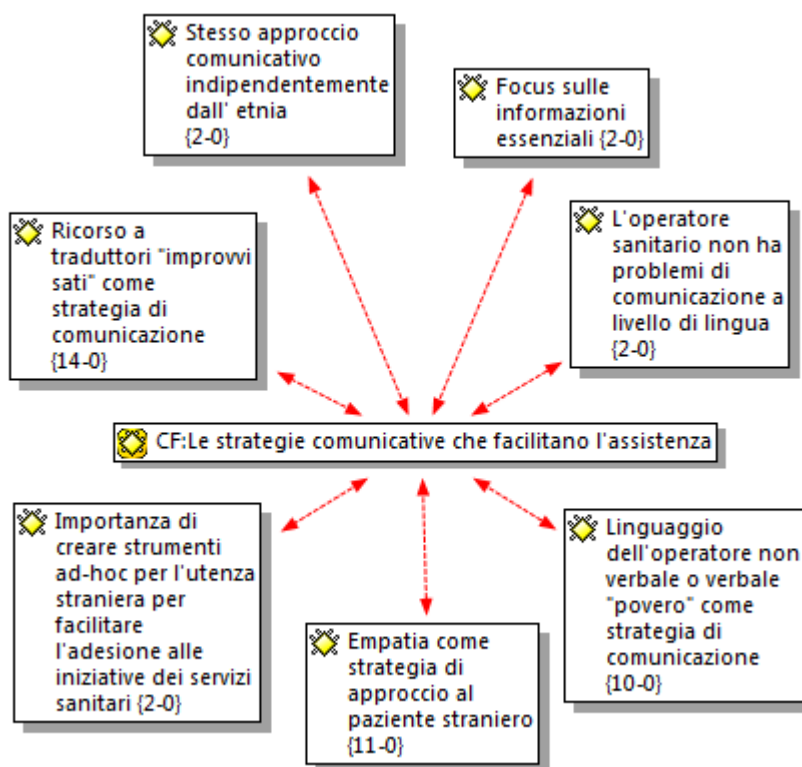 Stesso approccio
comunicativo
indipendentemente
dall' etnia
{2-0}
Focus sulle
informazioni
essenziali {2-0}
Ricorso a
traduttori "improvvi
sati" come
strategia di
comunicazione
{14-0}
L'operatore
sanitario non ha
problemi di
comunicazione a
livello di lingua
{2-0}
CF:Le strategie comunicative che facilitano l'assistenza
Importanza di
creare strumenti
ad-hoc per l'utenza
straniera per
facilitare
l'adesione alle
iniziative dei servizi
sanitari {2-0}
Empatia come
strategia di
approccio al
paziente straniero
{11-0}
Linguaggio
dell'operatore non
verbale o verbale
"povero" come
strategia di
comunicazione
{10-0}